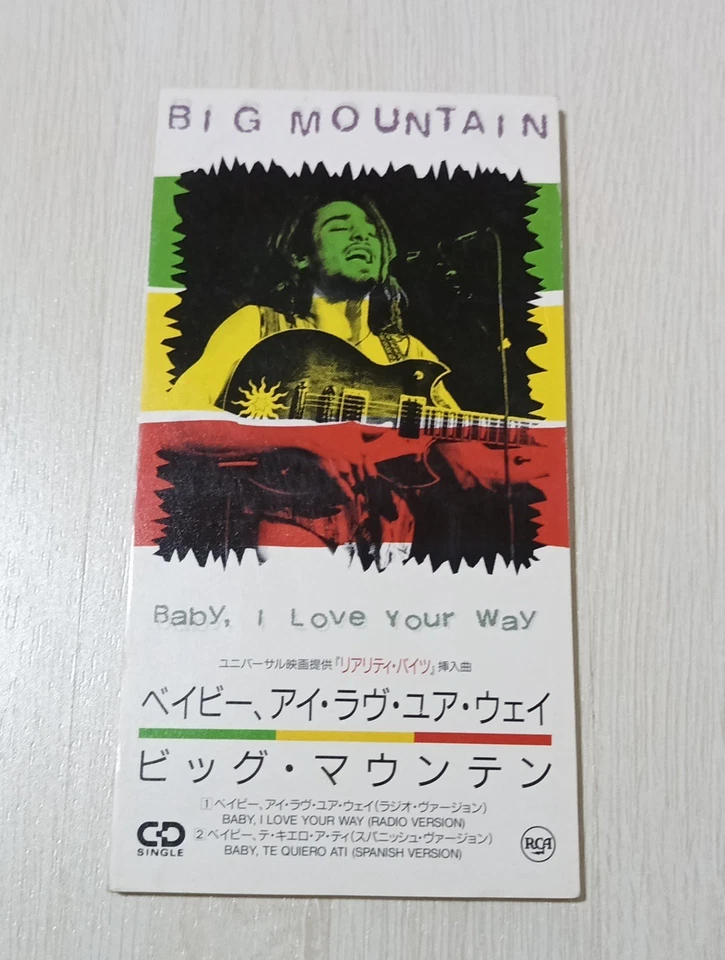 BIG MOUNTAIN
Baby, I Love Your Way
ユニバーサル映画提供『リアリティ・バイツ』挿入曲
ベイビー、アイ・ラヴ・ユア・ウェイ
ビッグ・マウンテン
1 ベイビー、アイ・ラヴ・ユア・ウェイ(ラジオ・ヴァージョン)
BABY, I LOVE YOUR WAY (RADIO VERSION)
2 ベイビー、テ・キエロ・ア・ティ(スパニッシュ・ヴァージョン)
BABY, TE QUIERO ATI (SPANISH VERSION)
CD
SINGLE
RCA